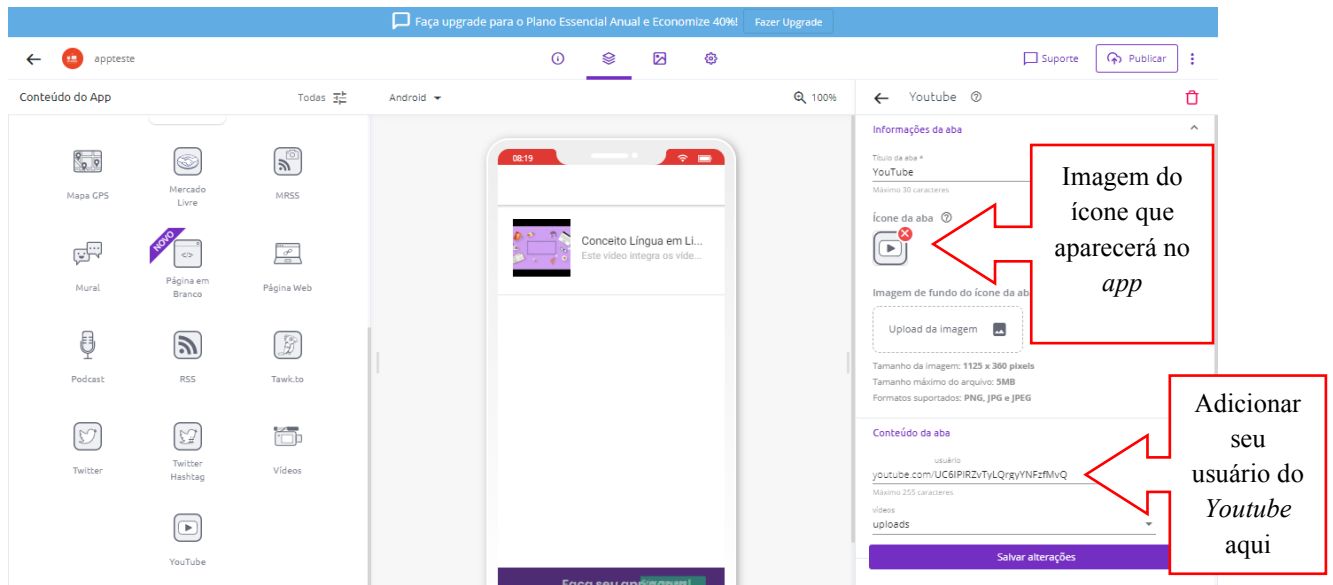 Faça upgrade para o Plano Essencial Anual e Economize 40%! Fazer Upgrade
appteste
Suporte
Publicar
Conteúdo do App
Todas
Android
100%
Youtube
Mapa GPS
Mercado
Livre
MRSS
Mural
NOVO
Página em
Branco
Página Web
Podcast
RSS
Tawk.to
Twitter
Twitter
Hashtag
Vídeos
YouTube
08:19
Conceito Língua em Li...
Este vídeo integra os víde...
Faça seu
Informações da aba
Título da aba *
YouTube
Máximo 30 caracteres
Ícone da aba
Imagem de fundo do ícone da ab
Upload da imagem
Tamanho da imagem: 1125 x 360 pixels
Tamanho máximo do arquivo: 5MB
Formatos suportados: PNG, JPG e JPEG
Conteúdo da aba
usuário
youtube.com/UC6IPIRZvTyLQrgyYNFzfMvQ
Máximo 255 caracteres
vídeos
uploads
Salvar alterações
Imagem do
ícone que
aparecerá no
app
Adicionar
seu
usuário do
Youtube
aqui